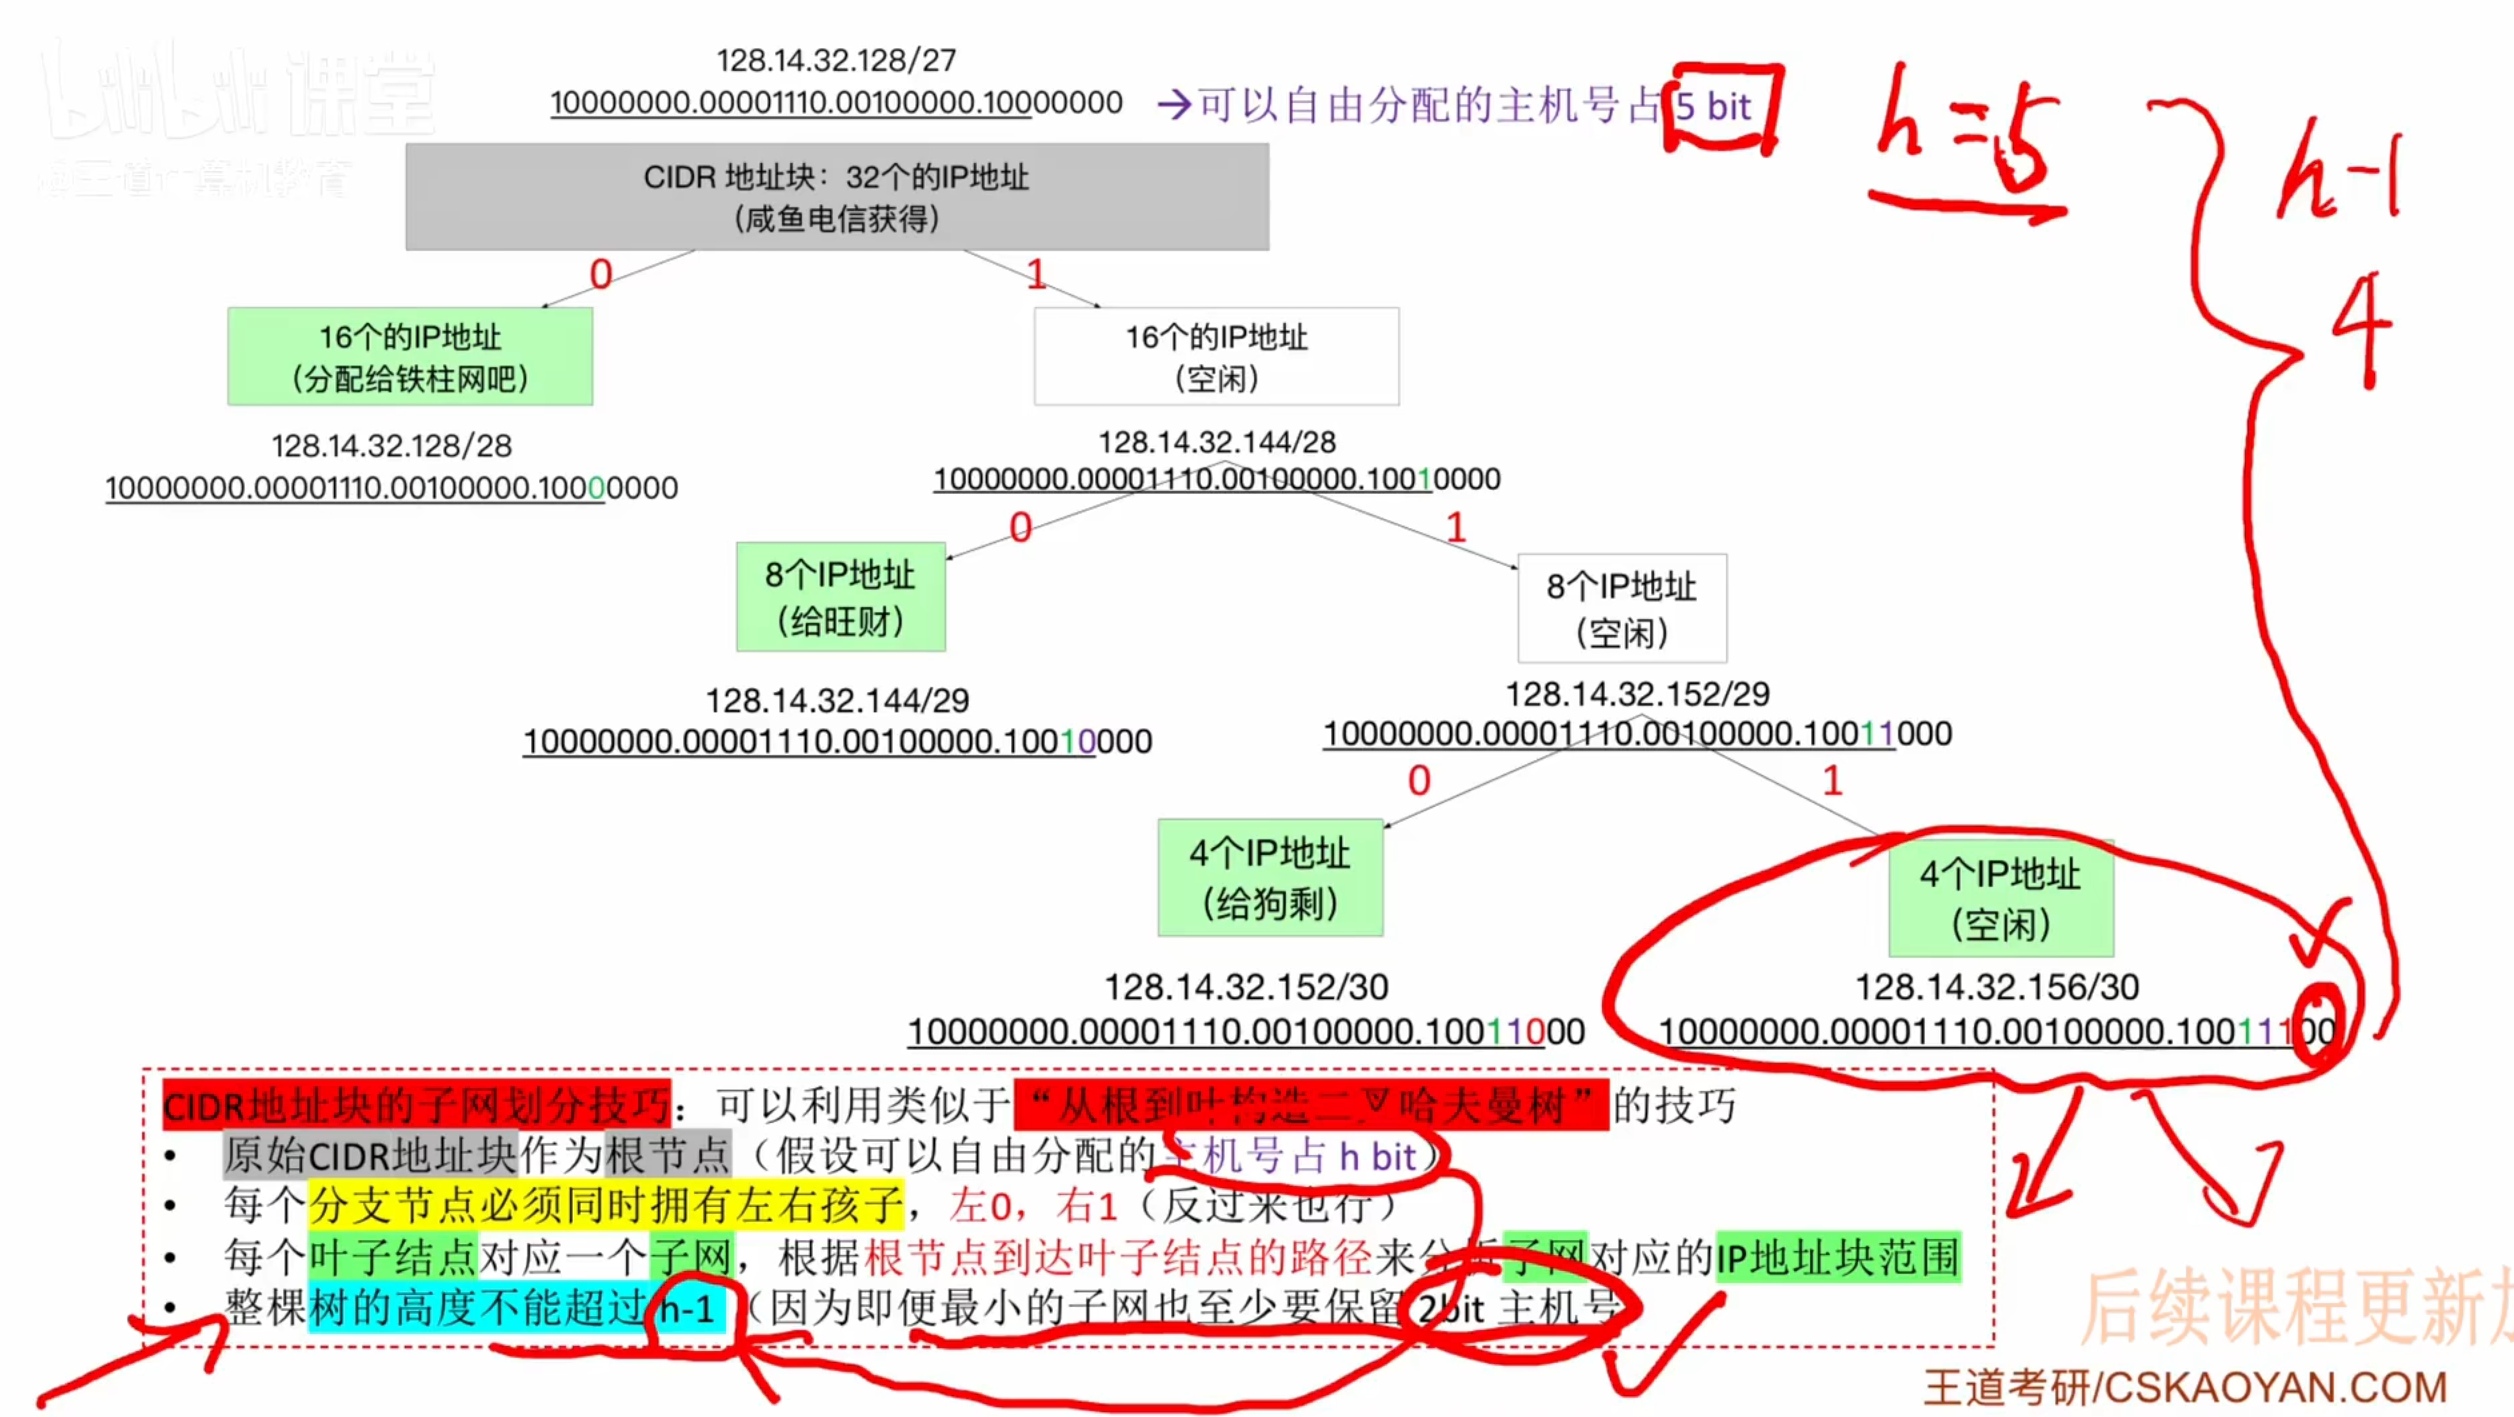 bilibili课堂
@王道计算机教育
128.14.32.128/27
10000000.00001110.00100000.10000000
→可以自由分配的主机号占 5 bit
h=5
h-1
4
CIDR 地址块：32个的IP地址
（咸鱼电信获得）
0
1
16个的IP地址
（分配给铁柱网吧）
16个的IP地址
（空闲）
128.14.32.128/28
10000000.00001110.00100000.10000000
128.14.32.144/28
10000000.00001110.00100000.10010000
0
1
8个IP地址
（给旺财）
8个IP地址
（空闲）
128.14.32.144/29
10000000.00001110.00100000.10010000
128.14.32.152/29
10000000.00001110.00100000.10011000
0
1
4个IP地址
（给狗剩）
4个IP地址
（空闲）
128.14.32.152/30
10000000.00001110.00100000.10011000
128.14.32.156/30
10000000.00001110.00100000.10011100
CIDR地址块的子网划分技巧：可以利用类似于“从根到叶构造二叉哈夫曼树”的技巧
• 原始CIDR地址块作为根节点（假设可以自由分配的主机号占 h bit）
• 每个分支节点必须同时拥有左右孩子，左0，右1（反过来也行）
• 每个叶子结点对应一个子网，根据根节点到达叶子结点的路径来分析子网对应的IP地址块范围
• 整棵树的高度不能超过 h-1 （因为即便最小的子网也至少要保留 2bit 主机号
后续课程更新
王道考研/CSKAOYAN.COM